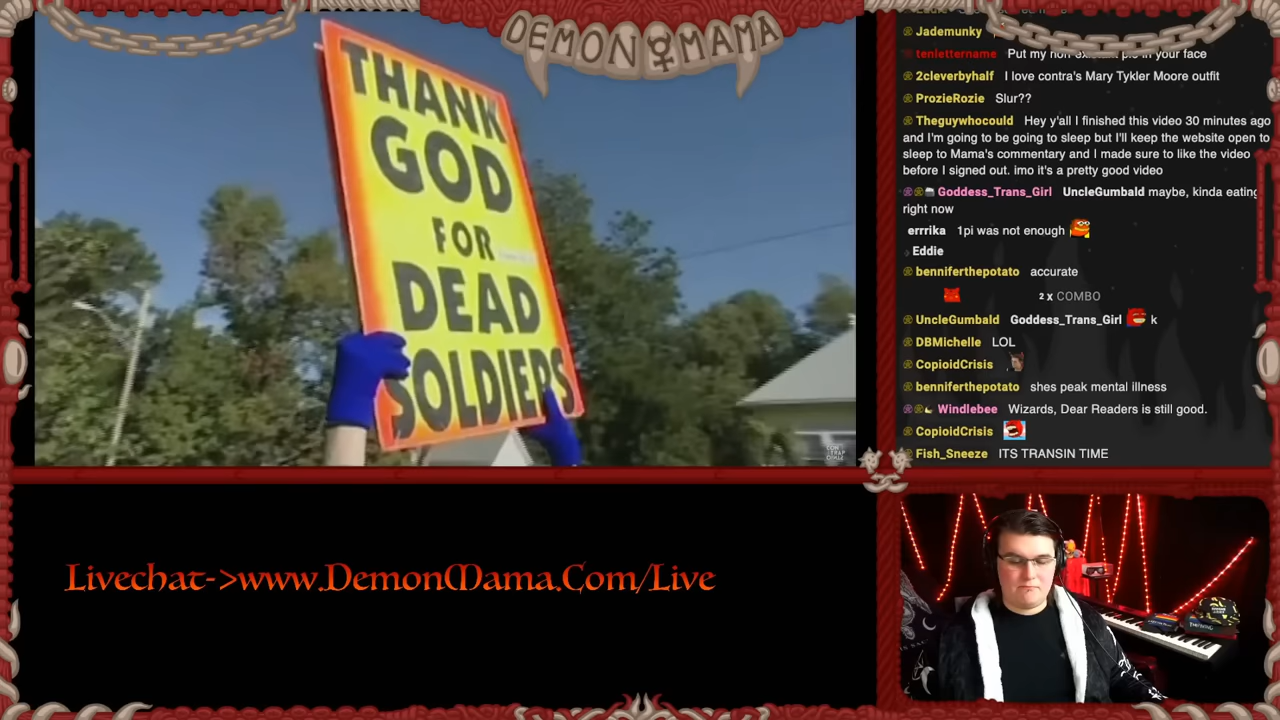 DEMON MAMA
THANK
GOD
FOR
DEAD
SOLDIERS
Jademunky
tenlettername Put my non-existant in your face
2cleverbyhalf I love contra's Mary Tykler Moore outfit
ProzieRozie Slur??
Theguywhocould Hey y'all I finished this video 30 minutes ago
and I'm going to be going to sleep but I'll keep the website open to
sleep to Mama's commentary and I made sure to like the video
before I signed out. imo it's a pretty good video
Goddess_Trans_Girl UncleGumbald maybe, kinda eating
right now
errrika 1pi was not enough
Eddie
benniferthepotato accurate
2 x COMBO
UncleGumbald Goddess_Trans_Girl k
DBMichelle LOL
CopioidCrisis
benniferthepotato shes peak mental illness
Windlebee Wizards, Dear Readers is still good.
CopioidCrisis
Fish_Sneeze ITS TRANSIN TIME
Livechat->www.DemonMama.Com/Live